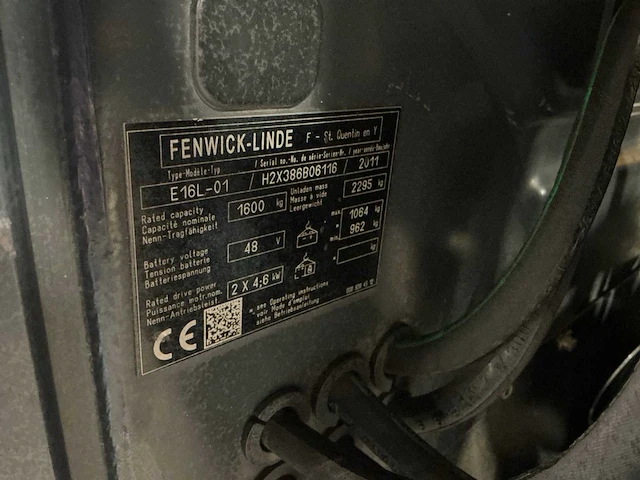 FENWICK-LINDE F - St. Quentin en Y
Type-Modèle-Typ / Serial no.-No. de série-Serien-Nr. / year-année-Baujahr
E16L-01 / H2X386B06116 / 2011
Rated capacity
Capacité nominale
Nenn-Tragfähigkeit
1600 kg
Unladen mass
Masse à vide
Leergewicht
2295 kg
Battery voltage
Tension batterie
Batteriespannung
48 V
* max. 1064 kg
* min. 962 kg
* kg
Rated drive power
Puissance motr.nom.
Nenn-Antriebsleist.
2 X 4,6 kW
* see Operating instructions
voir Mode d'emploi
siehe Betriebsanleitung
CE